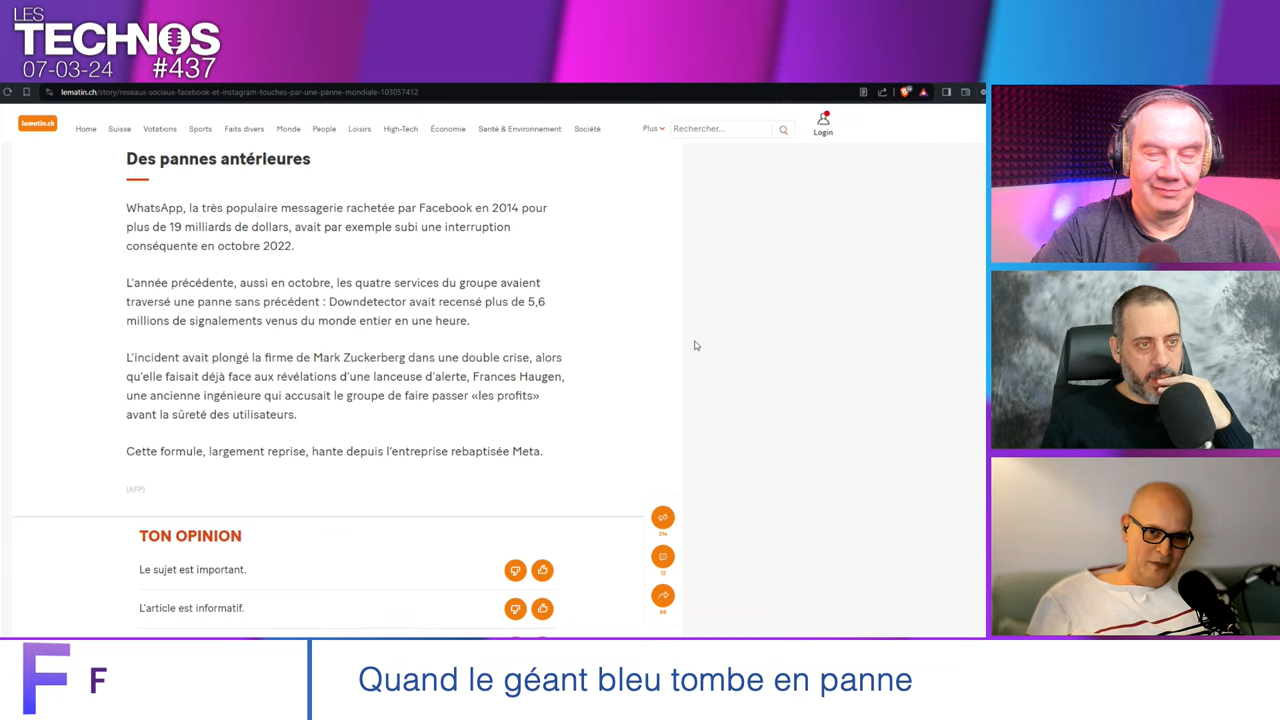 LES
TECHNOS
07-03-24 #437
lematin.ch/story/reseaux-sociaux-facebook-et-instagram-touches-par-une-panne-mondiale-103057412
lematin.ch
Home Suisse Votations Sports Faits divers Monde People Loisirs High-Tech Économie Santé & Environnement Société Plus Rechercher... Login
Des pannes antérieures
WhatsApp, la très populaire messagerie rachetée par Facebook en 2014 pour
plus de 19 milliards de dollars, avait par exemple subi une interruption
conséquente en octobre 2022.
L'année précédente, aussi en octobre, les quatre services du groupe avaient
traversé une panne sans précédent : Downdetector avait recensé plus de 5,6
millions de signalements venus du monde entier en une heure.
L'incident avait plongé la firme de Mark Zuckerberg dans une double crise, alors
qu'elle faisait déjà face aux révélations d'une lanceuse d'alerte, Frances Haugen,
une ancienne ingénieure qui accusait le groupe de faire passer «les profits»
avant la sûreté des utilisateurs.
Cette formule, largement reprise, hante depuis l'entreprise rebaptisée Meta.
(AFP)
214
TON OPINION
12
Le sujet est important.
L'article est informatif.
F F
Quand le géant bleu tombe en panne